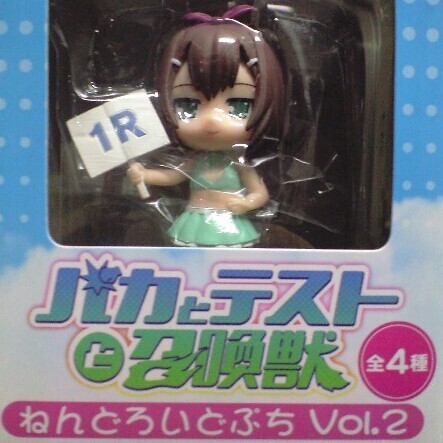 1R
バカとテスト
と召喚獣
全4種
ねんどろいどぷち Vol.2